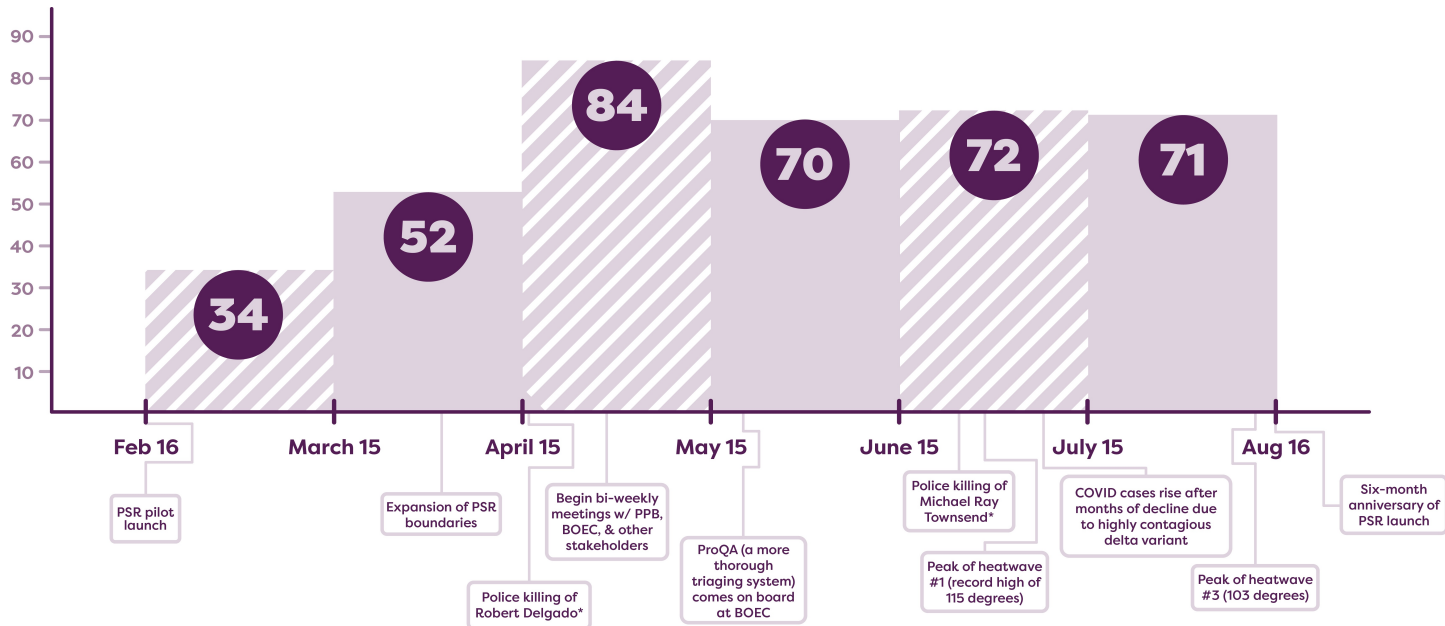 90
80
70
60
50
40
30
20
10
34
52
84
70
72
71
Feb 16
March 15
April 15
May 15
June 15
July 15
Aug 16
PSR pilot
launch
Expansion of PSR
boundaries
Police killing of
Robert Delgado*
Begin bi-weekly
meetings w/ PPB,
BOEC, & other
stakeholders
ProQA (a more
thorough
triaging system)
comes on board
at BOEC
Police killing of
Michael Ray
Townsend*
Peak of heatwave
#1 (record high of
115 degrees)
COVID cases rise after
months of decline due
to highly contagious
delta variant
Peak of heatwave
#3 (103 degrees)
Six-month
anniversary of
PSR launch